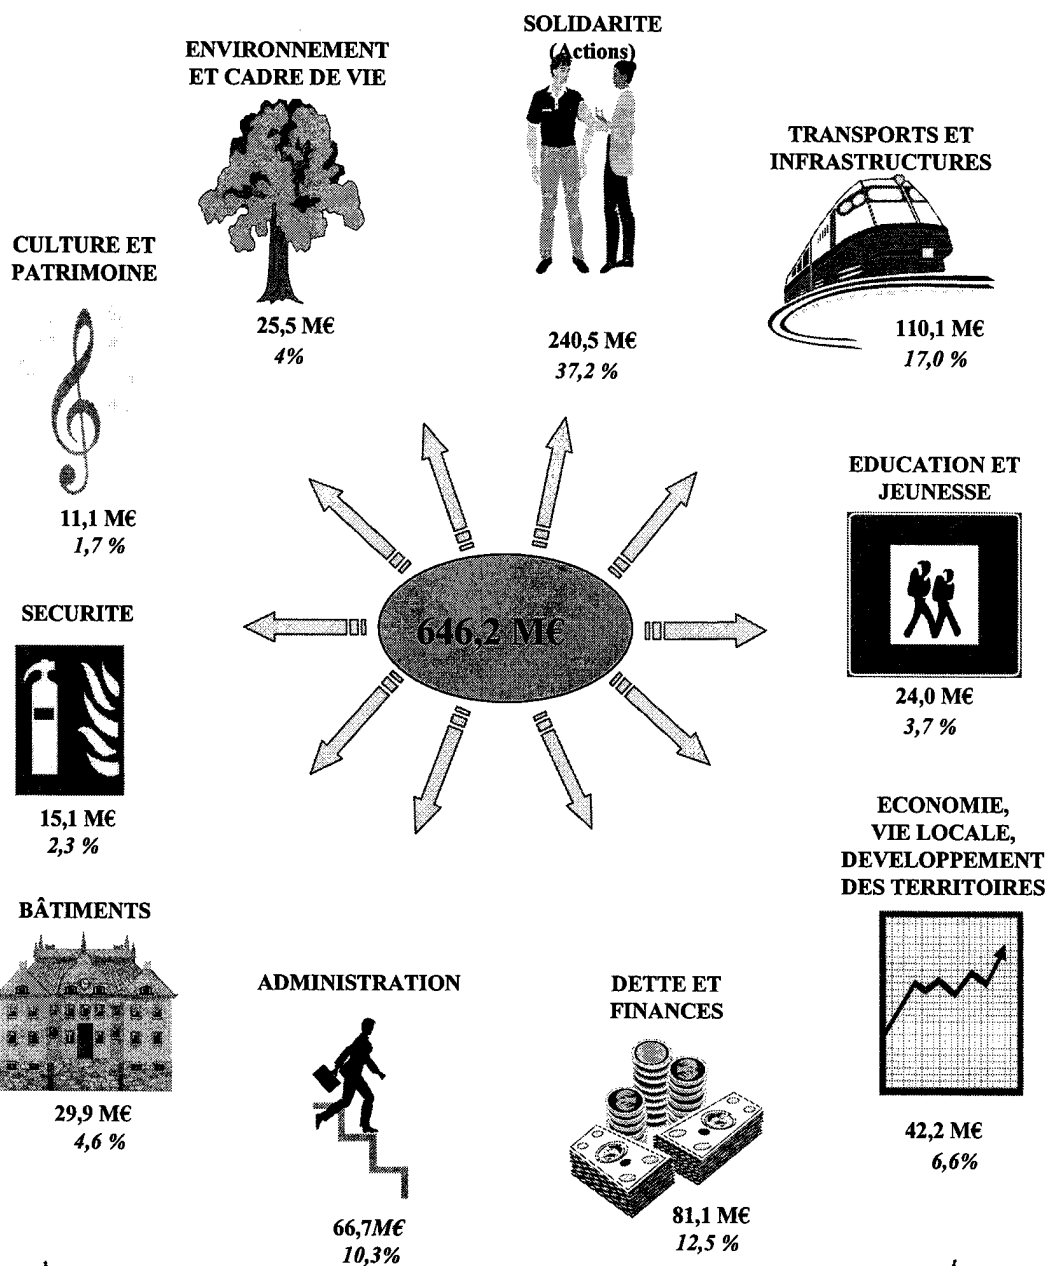 SOLIDARITE
(Actions)
240,5 M€
37,2 %
ENVIRONNEMENT
ET CADRE DE VIE
25,5 M€
4%
TRANSPORTS ET
INFRASTRUCTURES
110,1 M€
17,0 %
CULTURE ET
PATRIMOINE
11,1 M€
1,7 %
EDUCATION ET
JEUNESSE
24,0 M€
3,7 %
646,2 M€
SECURITE
15,1 M€
2,3 %
ECONOMIE,
VIE LOCALE,
DEVELOPPEMENT
DES TERRITOIRES
42,2 M€
6,6%
BÂTIMENTS
29,9 M€
4,6 %
ADMINISTRATION
66,7M€
10,3%
DETTE ET
FINANCES
81,1 M€
12,5 %